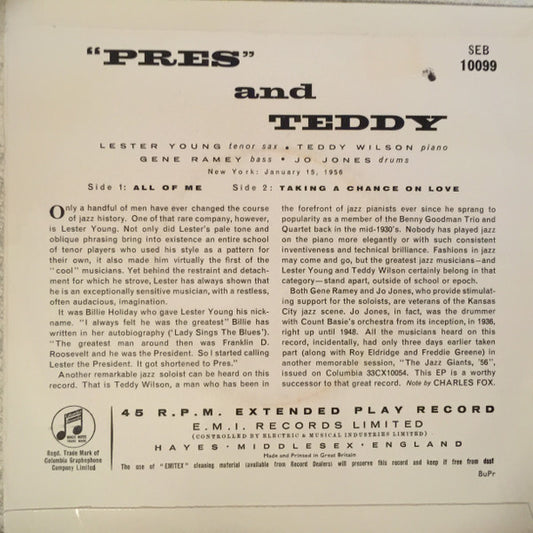 "PRES"
and
TEDDY
SEB
10099
LESTER YOUNG tenor sax • TEDDY WILSON piano
GENE RAMEY bass • JO JONES drums
New York: January 15, 1956
Side 1: ALL OF ME Side 2: TAKING A CHANCE ON LOVE
Only a handful of men have ever changed the course
of jazz history. One of that rare company, however,
is Lester Young. Not only did Lester's pale tone and
oblique phrasing bring into existence an entire school
of tenor players who used his style as a pattern for
their own, it also made him virtually the first of the
"cool" musicians. Yet behind the restraint and detach-
ment for which he strove, Lester has always shown that
he is an exceptionally sensitive musician, with a restless,
often audacious, imagination.
It was Billie Holiday who gave Lester Young his nick-
name. "I always felt he was the greatest" Billie has
written in her autobiography ('Lady Sings The Blues').
"The greatest man around then was Franklin D.
Roosevelt and he was the President. So I started calling
Lester the President. It got shortened to Pres."
Another remarkable jazz soloist can be heard on this
record. That is Teddy Wilson, a man who has been in
the forefront of jazz pianists ever since he sprang to
popularity as a member of the Benny Goodman Trio and
Quartet back in the mid-1930's. Nobody has played jazz
on the piano more elegantly or with such consistent
inventiveness and technical brilliance. Fashions in jazz
may come and go, but the greatest jazz musicians—and
Lester Young and Teddy Wilson certainly belong in that
category—stand apart, outside of school or epoch.
Both Gene Ramey and Jo Jones, who provide stimulat-
ing support for the soloists, are veterans of the Kansas
City jazz scene. Jo Jones, in fact, was the drummer
with Count Basie's orchestra from its inception, in 1936,
right up until 1948. All the musicians heard on this
record, incidentally, had only three days earlier taken
part (along with Roy Eldridge and Freddie Greene) in
another memorable session, "The Jazz Giants, '56",
issued on Columbia 33CX10054. This EP is a worthy
successor to that great record. Note by CHARLES FOX.
Regd. Trade Mark of
Columbia Graphophone
Company Limited
45 R.P.M. EXTENDED PLAY RECORD
E.M.I. RECORDS LIMITED
(CONTROLLED BY ELECTRIC & MUSICAL INDUSTRIES LIMITED)
HAYES · MIDDLESEX · ENGLAND
Made and Printed in Great Britain
The use of "EMITEX" cleaning material (available from Record Dealers) will preserve this record and keep it free from dust
BuPr